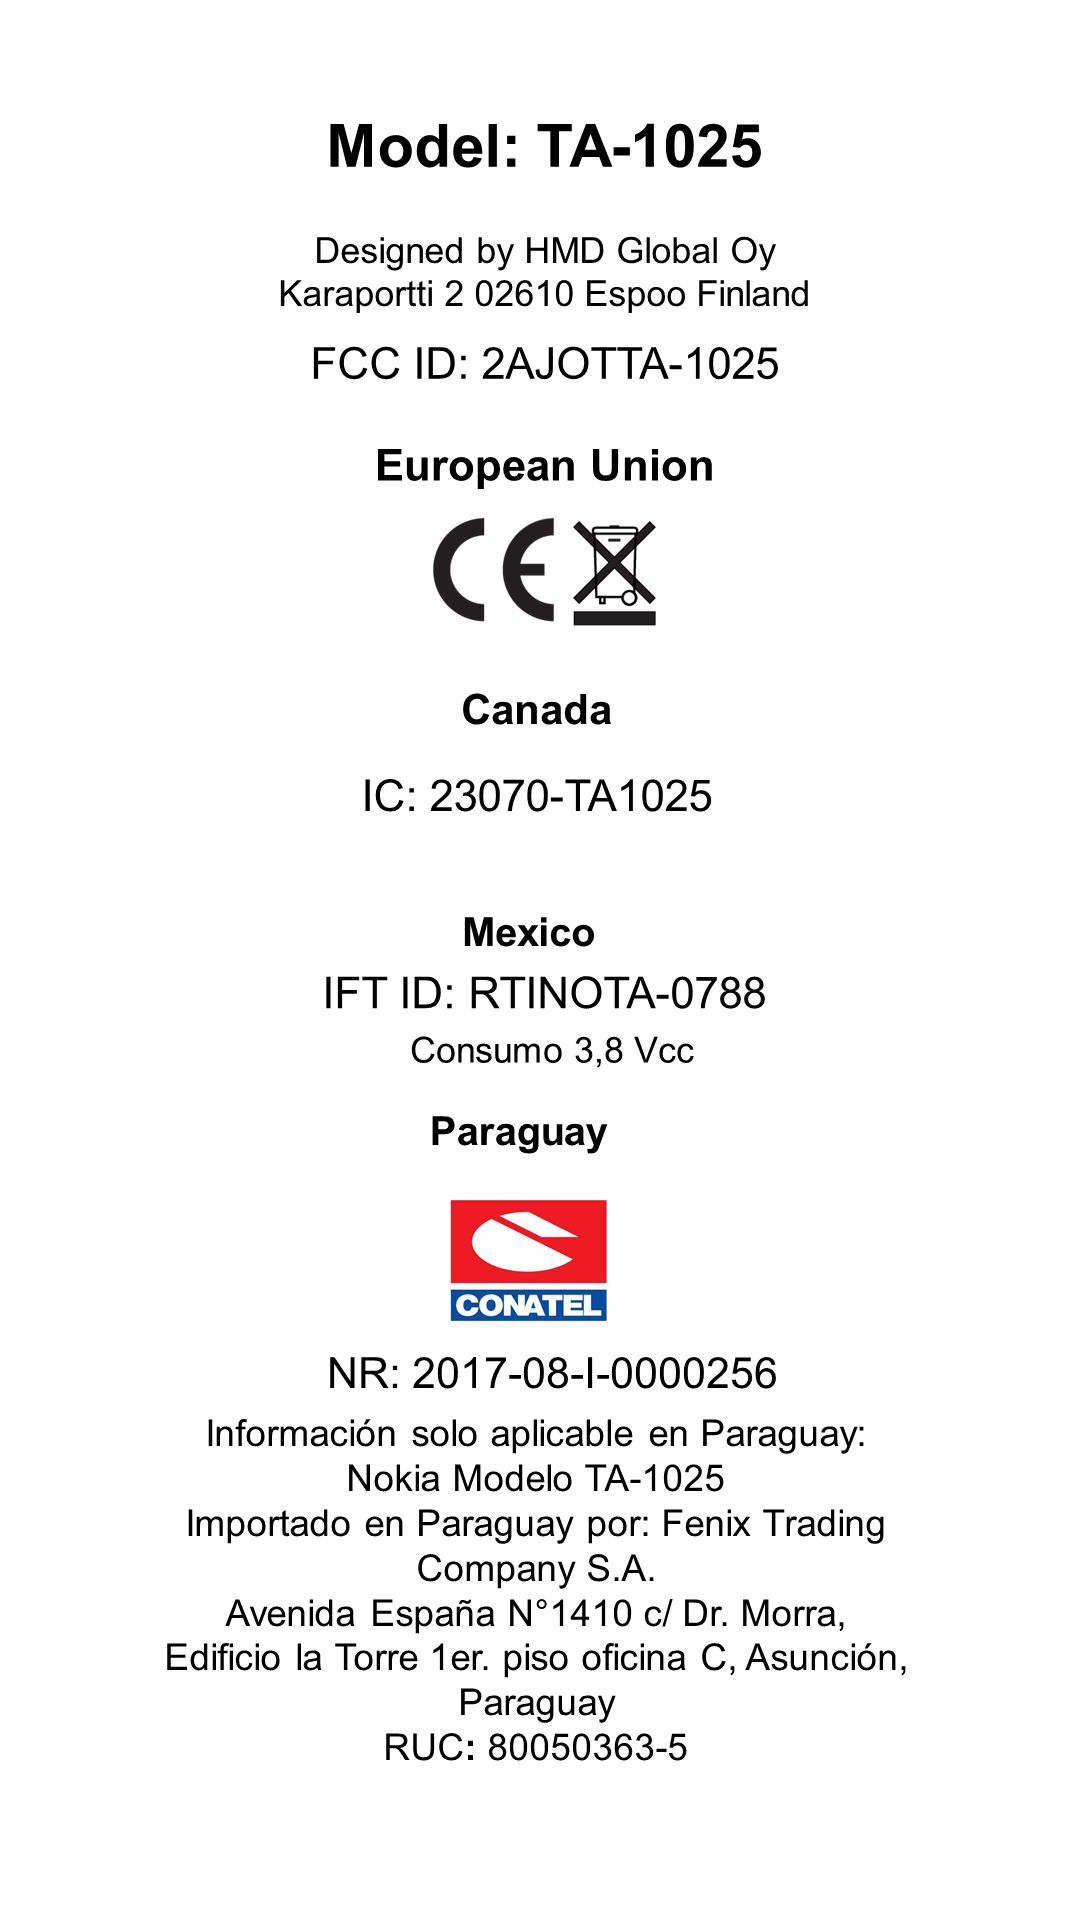 Model: TA-1025
Designed by HMD Global Oy
Karaportti 2 02610 Espoo Finland
FCC ID: 2AJOTTA-1025
European Union
CE
Canada
IC: 23070-TA1025
Mexico
IFT ID: RTINOTA-0788
Consumo 3,8 Vcc
Paraguay
CONATEL
NR: 2017-08-I-0000256
Información solo aplicable en Paraguay:
Nokia Modelo TA-1025
Importado en Paraguay por: Fenix Trading
Company S.A.
Avenida España N°1410 c/ Dr. Morra,
Edificio la Torre 1er. piso oficina C, Asunción,
Paraguay
RUC: 80050363-5